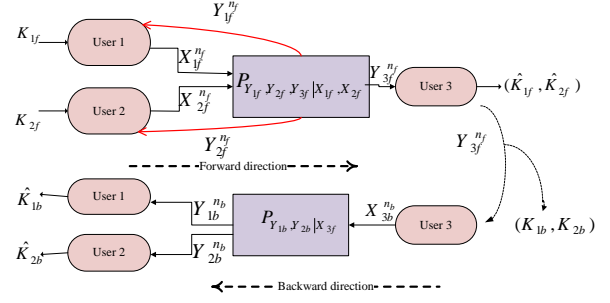 Y_{1f}^{n_f}
K_{1f}
User 1
X_{1f}^{n_f}
P_{Y_{1f},Y_{2f},Y_{3f}|X_{1f},X_{2f}}
Y_{3f}^{n_f}
User 3
(\hat{K}_{1f},\hat{K}_{2f})
K_{2f}
User 2
X_{2f}^{n_f}
Y_{2f}^{n_f}
Y_{3f}^{n_f}
Forward direction
\hat{K}_{1b}
User 1
Y_{1b}^{n_b}
P_{Y_{1b},Y_{2b}|X_{3f}}
X_{3b}^{n_b}
User 3
(K_{1b},K_{2b})
\hat{K}_{2b}
User 2
Y_{2b}^{n_b}
Backward direction